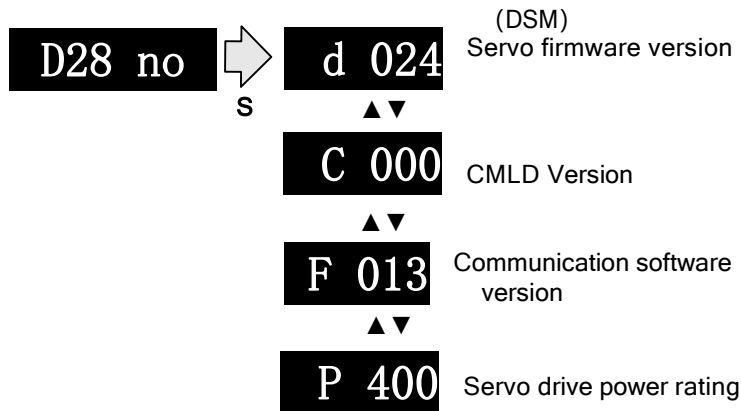 (DSM)
D28 no
S
d 024
Servo firmware version
▲▼
C 000
CMLD Version
▲▼
F 013
Communication software
version
▲▼
P 400
Servo drive power rating